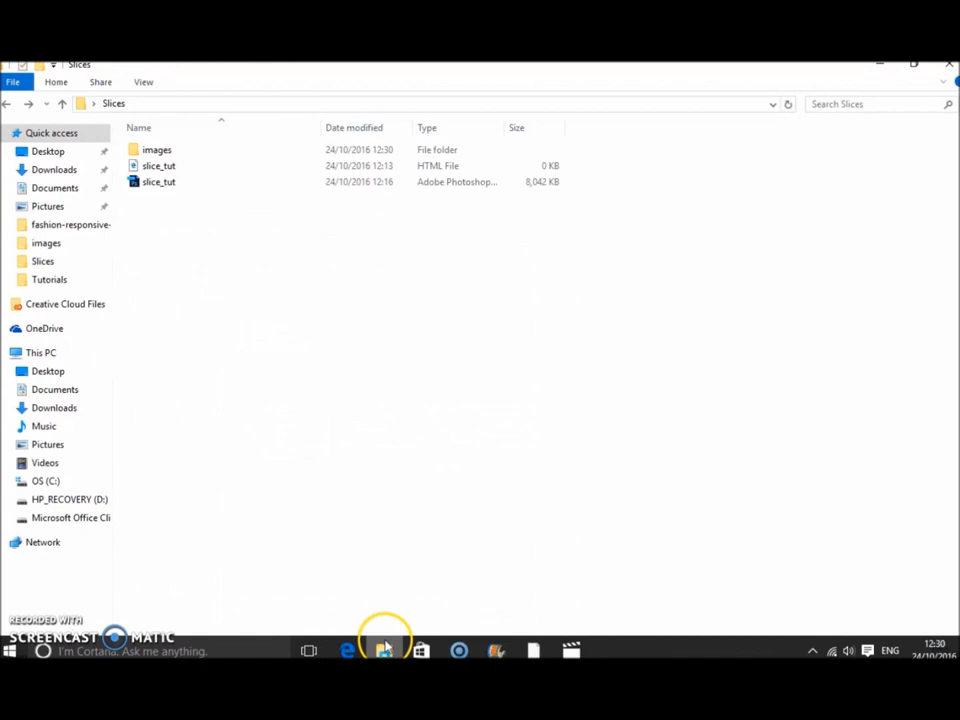 Slices
File Home Share View
Slices
Search Slices
Name Date modified Type Size
images 24/10/2016 12:30 File folder
slice_tut 24/10/2016 12:13 HTML File 0 KB
slice_tut 24/10/2016 12:16 Adobe Photoshop... 8,042 KB
Quick access
Desktop
Downloads
Documents
Pictures
fashion-responsive-
images
Slices
Tutorials
Creative Cloud Files
OneDrive
This PC
Desktop
Documents
Downloads
Music
Pictures
Videos
OS (C:)
HP_RECOVERY (D:)
Microsoft Office Cli
Network
RECORDED WITH
SCREENCAST MATIC
I'm Cortana. Ask me anything.
ENG
12:30
24/10/2016